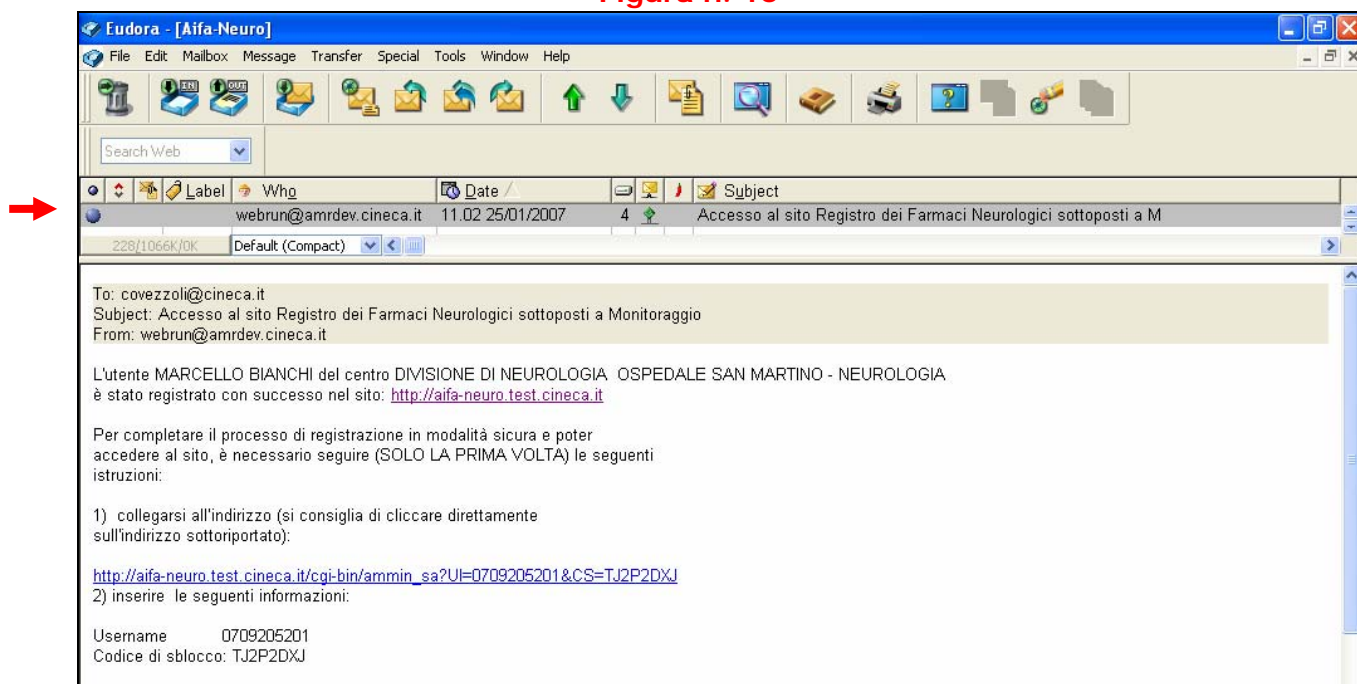 Eudora - [Aifa-Neuro]
File Edit Mailbox Message Transfer Special Tools Window Help
IN OUT
Search Web
Label Who Date Subject
webrun@amrdev.cineca.it 11.02 25/01/2007 4 Accesso al sito Registro dei Farmaci Neurologici sottoposti a M
228/1066K/0K Default (Compact)
To: covezzoli@cineca.it
Subject: Accesso al sito Registro dei Farmaci Neurologici sottoposti a Monitoraggio
From: webrun@amrdev.cineca.it
L'utente MARCELLO BIANCHI del centro DIVISIONE DI NEUROLOGIA OSPEDALE SAN MARTINO - NEUROLOGIA
è stato registrato con successo nel sito: http://aifa-neuro.test.cineca.it
Per completare il processo di registrazione in modalità sicura e poter
accedere al sito, è necessario seguire (SOLO LA PRIMA VOLTA) le seguenti
istruzioni:
1) collegarsi all'indirizzo (si consiglia di cliccare direttamente
sull'indirizzo sottoriportato):
http://aifa-neuro.test.cineca.it/cgi-bin/ammin_sa?UI=0709205201&CS=TJ2P2DXJ
2) inserire le seguenti informazioni:
Username 0709205201
Codice di sblocco: TJ2P2DXJ